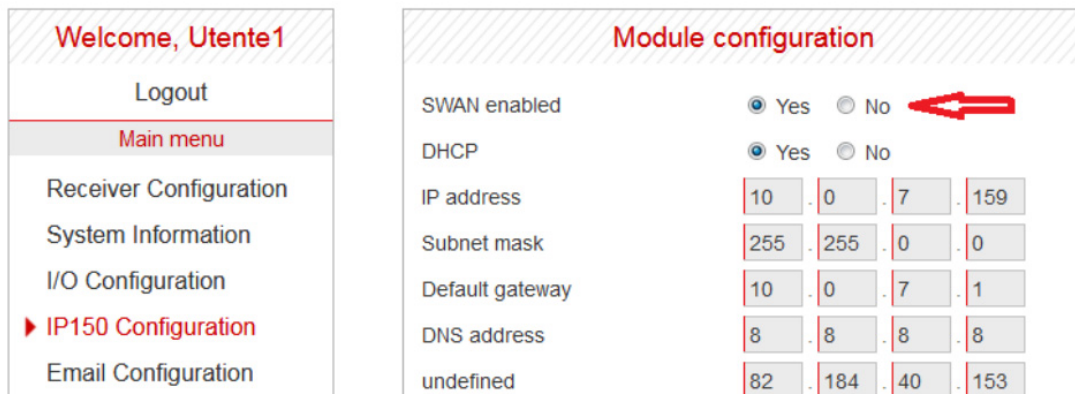 Welcome, Utente1
Logout
Main menu
Receiver Configuration
System Information
I/O Configuration
IP150 Configuration
Email Configuration
Module configuration
SWAN enabled Yes No
DHCP Yes No
IP address 10 . 0 . 7 . 159
Subnet mask 255 . 255 . 0 . 0
Default gateway 10 . 0 . 7 . 1
DNS address 8 . 8 . 8 . 8
undefined 82 . 184 . 40 . 153